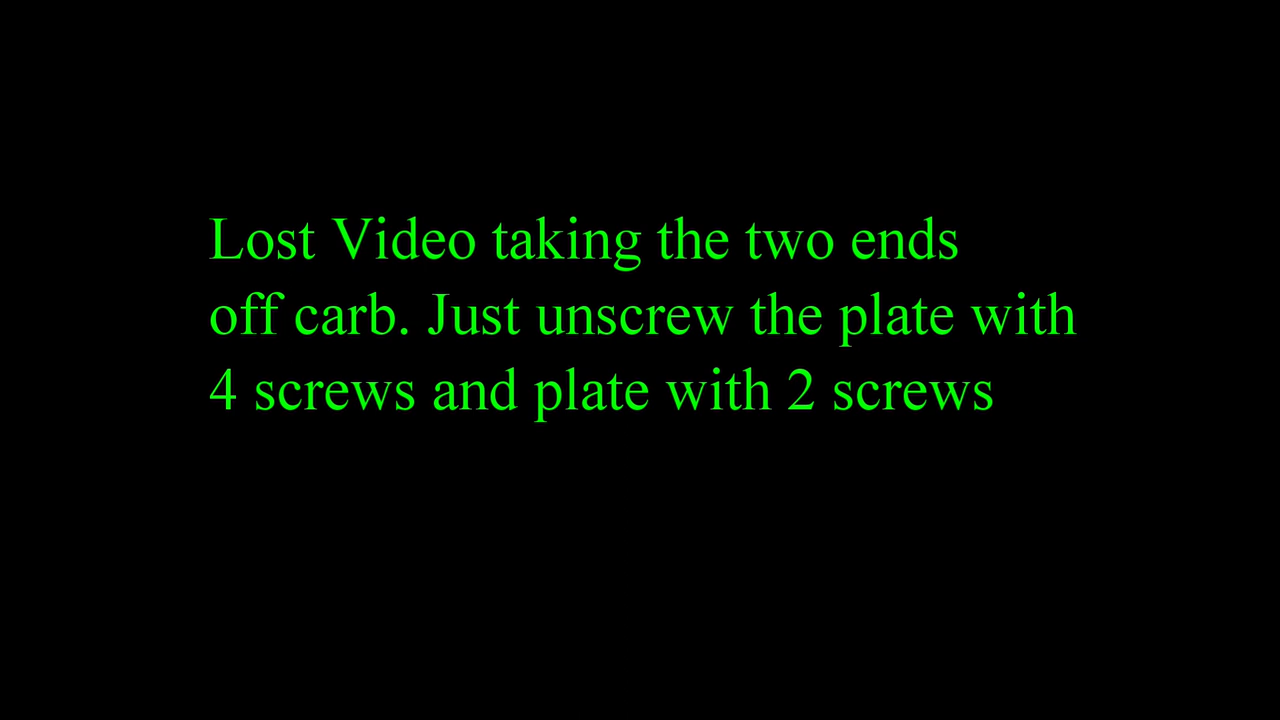 Lost Video taking the two ends
off carb. Just unscrew the plate with
4 screws and plate with 2 screws